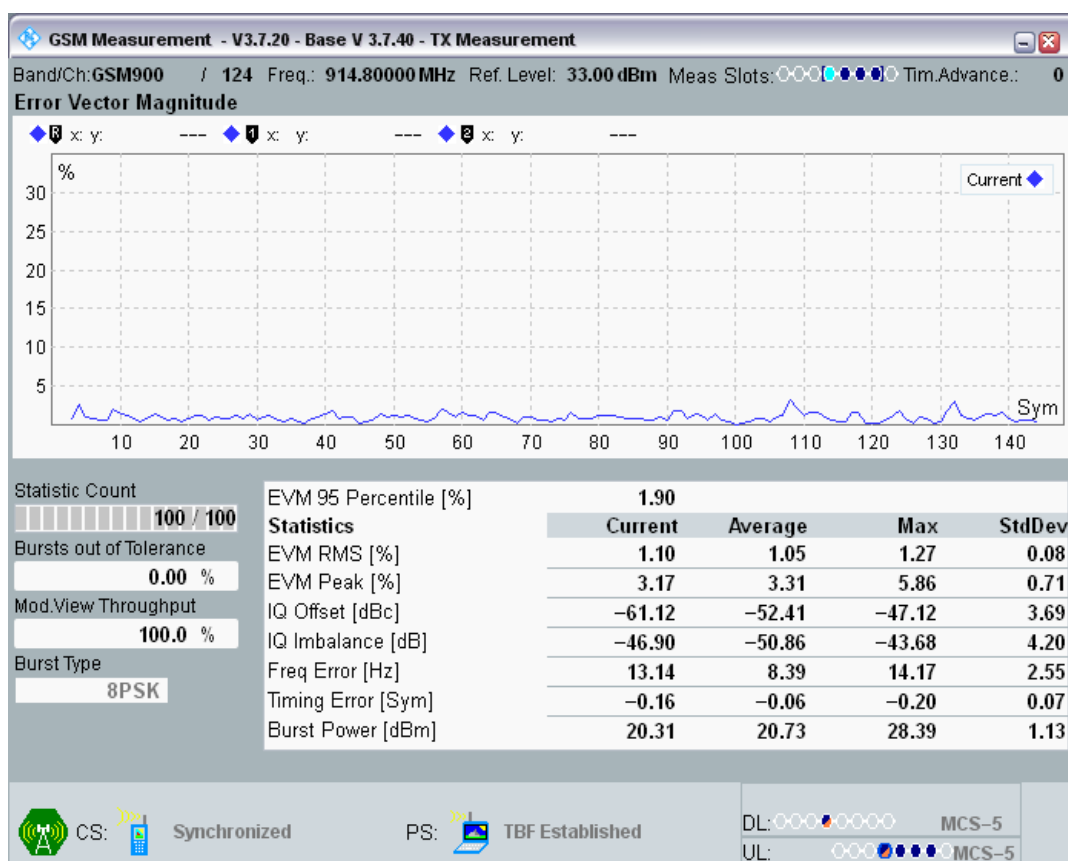 GSM Measurement - V3.7.20 - Base V 3.7.40 - TX Measurement
Band/Ch:GSM900 / 124 Freq.: 914.80000 MHz Ref. Level: 33.00 dBm Meas Slots: Tim.Advance.: 0
Error Vector Magnitude
R x: y: --- 1 x: y: --- 2 x: y: ---
%
Current
30
25
20
15
10
5
Sym
10 20 30 40 50 60 70 80 90 100 110 120 130 140
Statistic Count
100 / 100
Bursts out of Tolerance
0.00 %
Mod.View Throughput
100.0 %
Burst Type
8PSK
EVM 95 Percentile [%] 1.90
Statistics Current Average Max StdDev
EVM RMS [%] 1.10 1.05 1.27 0.08
EVM Peak [%] 3.17 3.31 5.86 0.71
IQ Offset [dBc] −61.12 −52.41 −47.12 3.69
IQ Imbalance [dB] −46.90 −50.86 −43.68 4.20
Freq Error [Hz] 13.14 8.39 14.17 2.55
Timing Error [Sym] −0.16 −0.06 −0.20 0.07
Burst Power [dBm] 20.31 20.73 28.39 1.13
CS: Synchronized PS: TBF Established
DL: MCS−5
UL: MCS−5